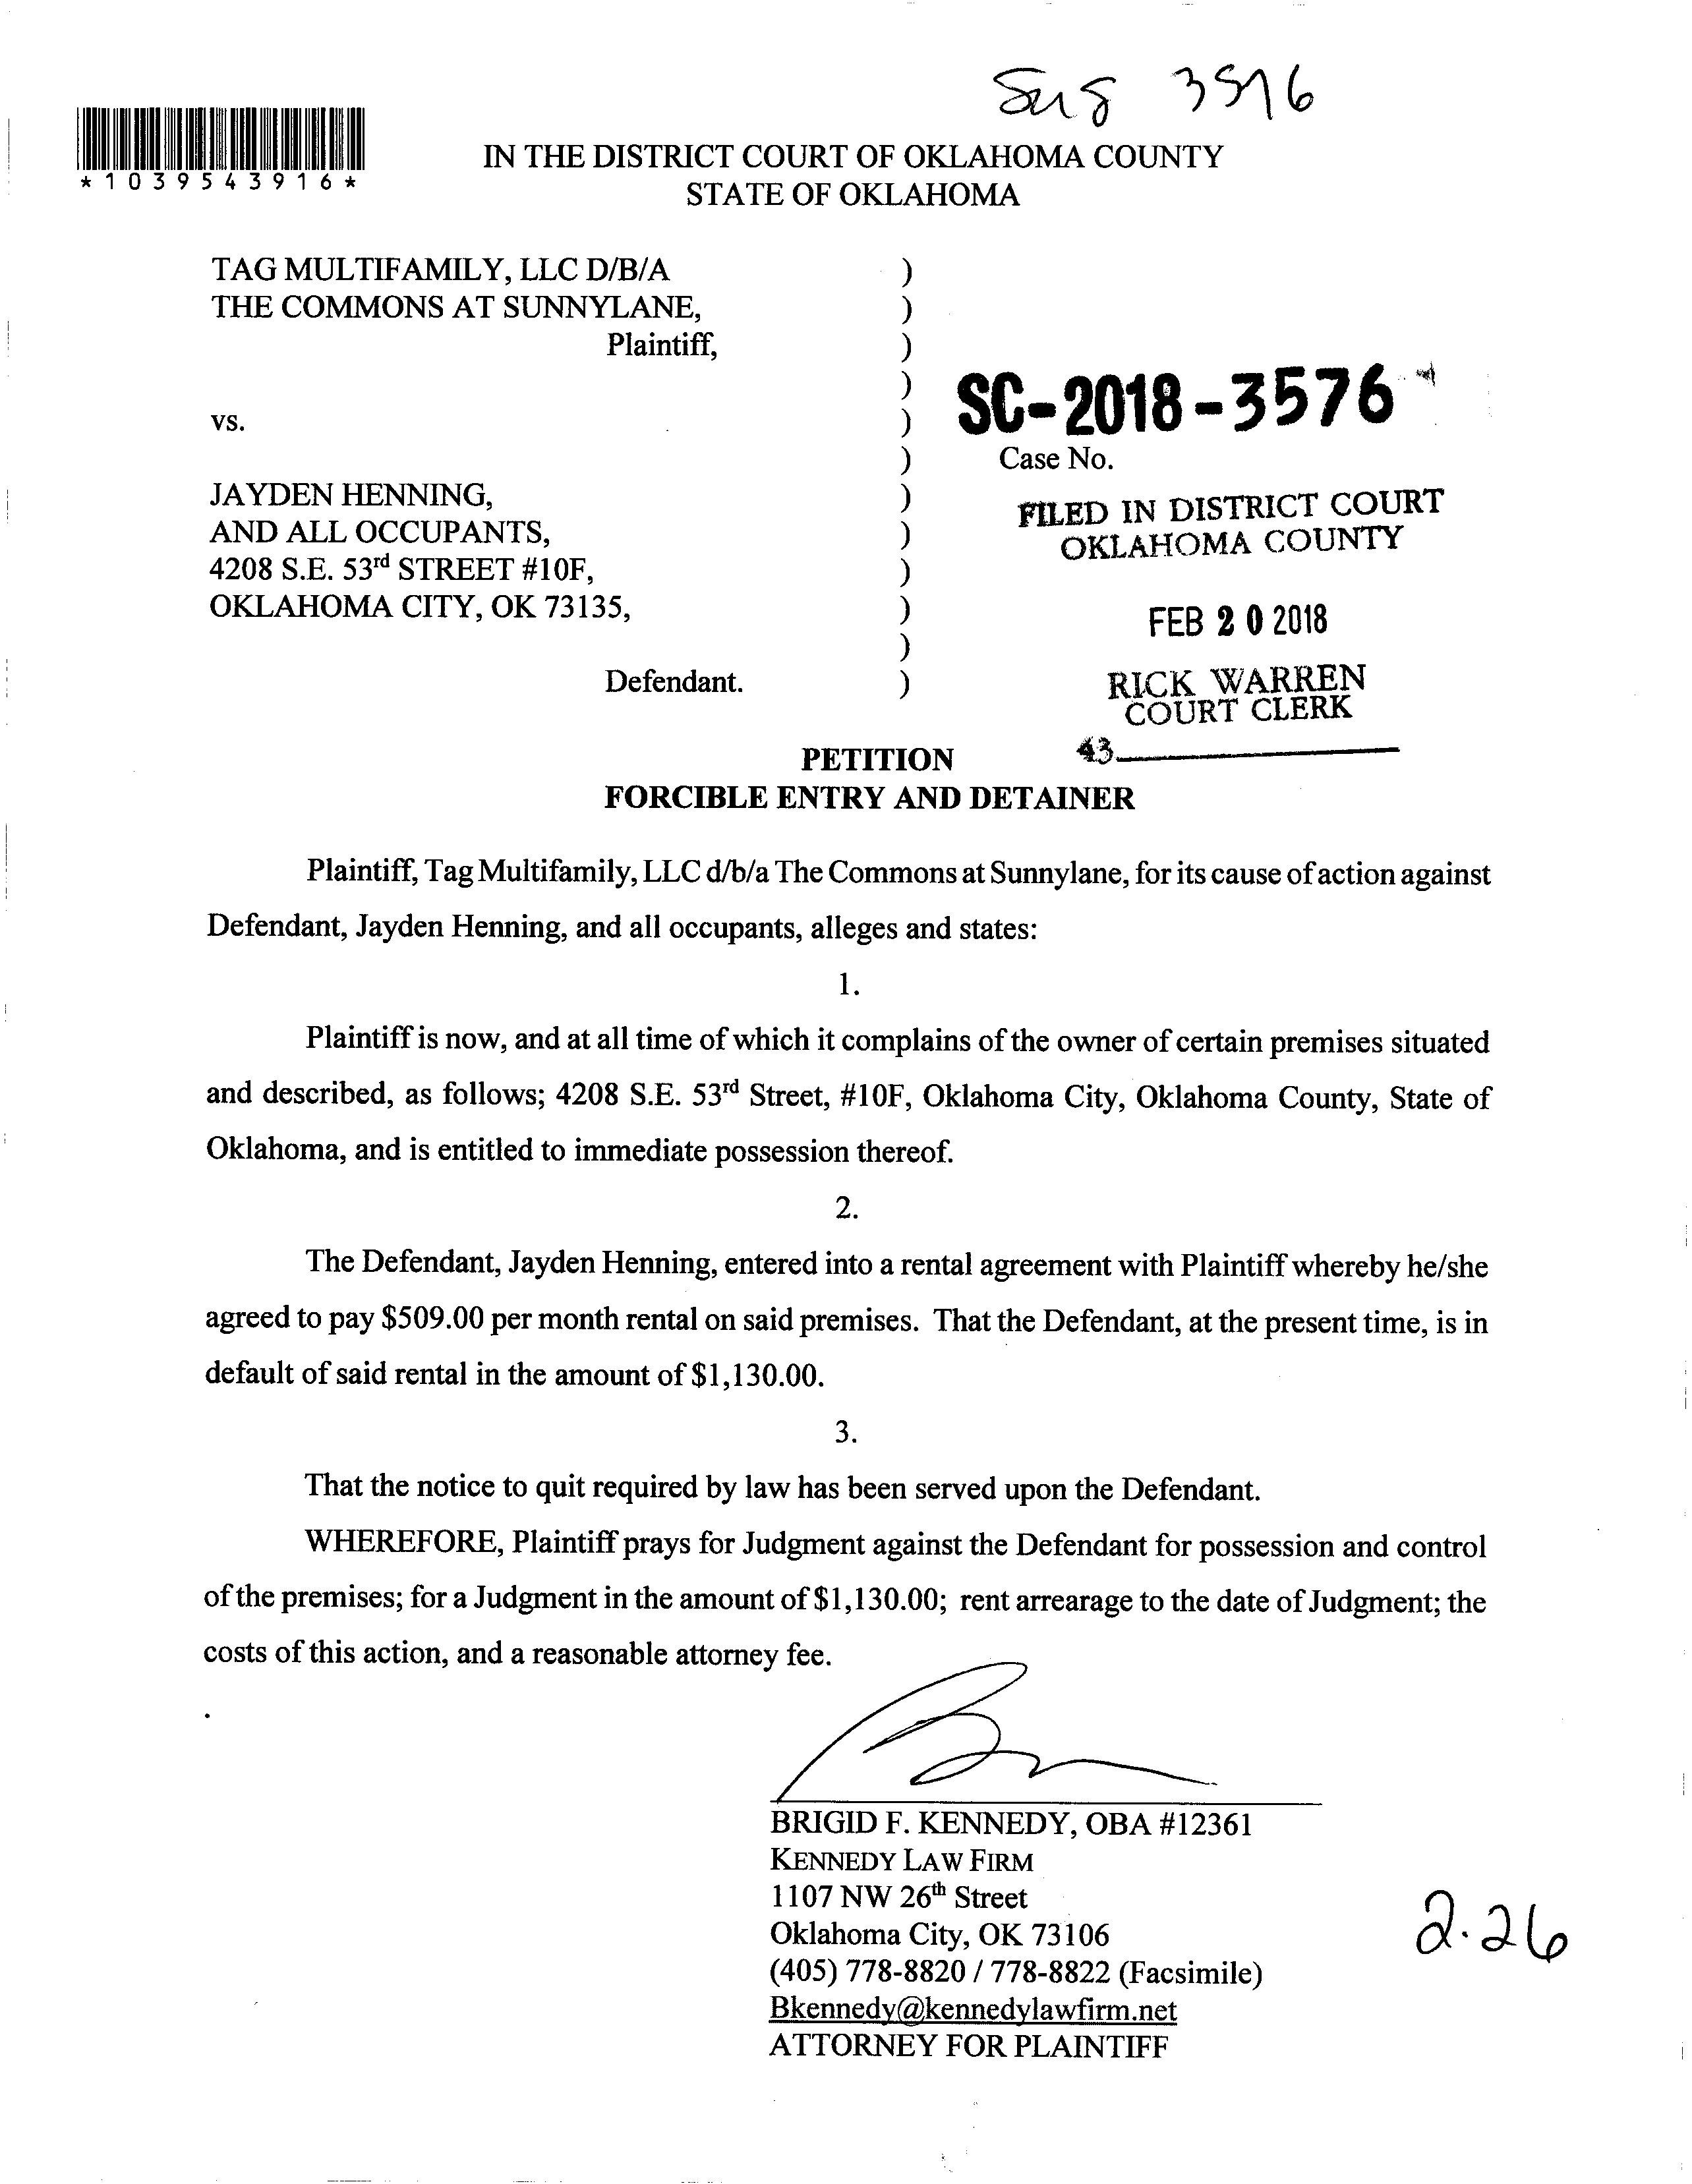 3576
*1039543916*
IN THE DISTRICT COURT OF OKLAHOMA COUNTY
STATE OF OKLAHOMA
TAG MULTIFAMILY, LLC D/B/A )
THE COMMONS AT SUNNYLANE, )
Plaintiff, )
)
vs. )
)
JAYDEN HENNING, )
AND ALL OCCUPANTS, )
4208 S.E. 53rd STREET #10F, )
OKLAHOMA CITY, OK 73135, )
)
Defendant. )
SC-2018-3576
Case No.
FILED IN DISTRICT COURT
OKLAHOMA COUNTY
FEB 20 2018
RICK WARREN
COURT CLERK
43
PETITION
FORCIBLE ENTRY AND DETAINER
Plaintiff, Tag Multifamily, LLC d/b/a The Commons at Sunnylane, for its cause of action against
Defendant, Jayden Henning, and all occupants, alleges and states:
1.
Plaintiff is now, and at all time of which it complains of the owner of certain premises situated
and described, as follows; 4208 S.E. 53rd Street, #10F, Oklahoma City, Oklahoma County, State of
Oklahoma, and is entitled to immediate possession thereof.
2.
The Defendant, Jayden Henning, entered into a rental agreement with Plaintiff whereby he/she
agreed to pay $509.00 per month rental on said premises. That the Defendant, at the present time, is in
default of said rental in the amount of $1,130.00.
3.
That the notice to quit required by law has been served upon the Defendant.
WHEREFORE, Plaintiff prays for Judgment against the Defendant for possession and control
of the premises; for a Judgment in the amount of $1,130.00; rent arrearage to the date of Judgment; the
costs of this action, and a reasonable attorney fee.
BRIGID F. KENNEDY, OBA #12361
KENNEDY LAW FIRM
1107 NW 26th Street
Oklahoma City, OK 73106
(405) 778-8820 / 778-8822 (Facsimile)
Bkennedy@kennedylawfirm.net
ATTORNEY FOR PLAINTIFF
2.26